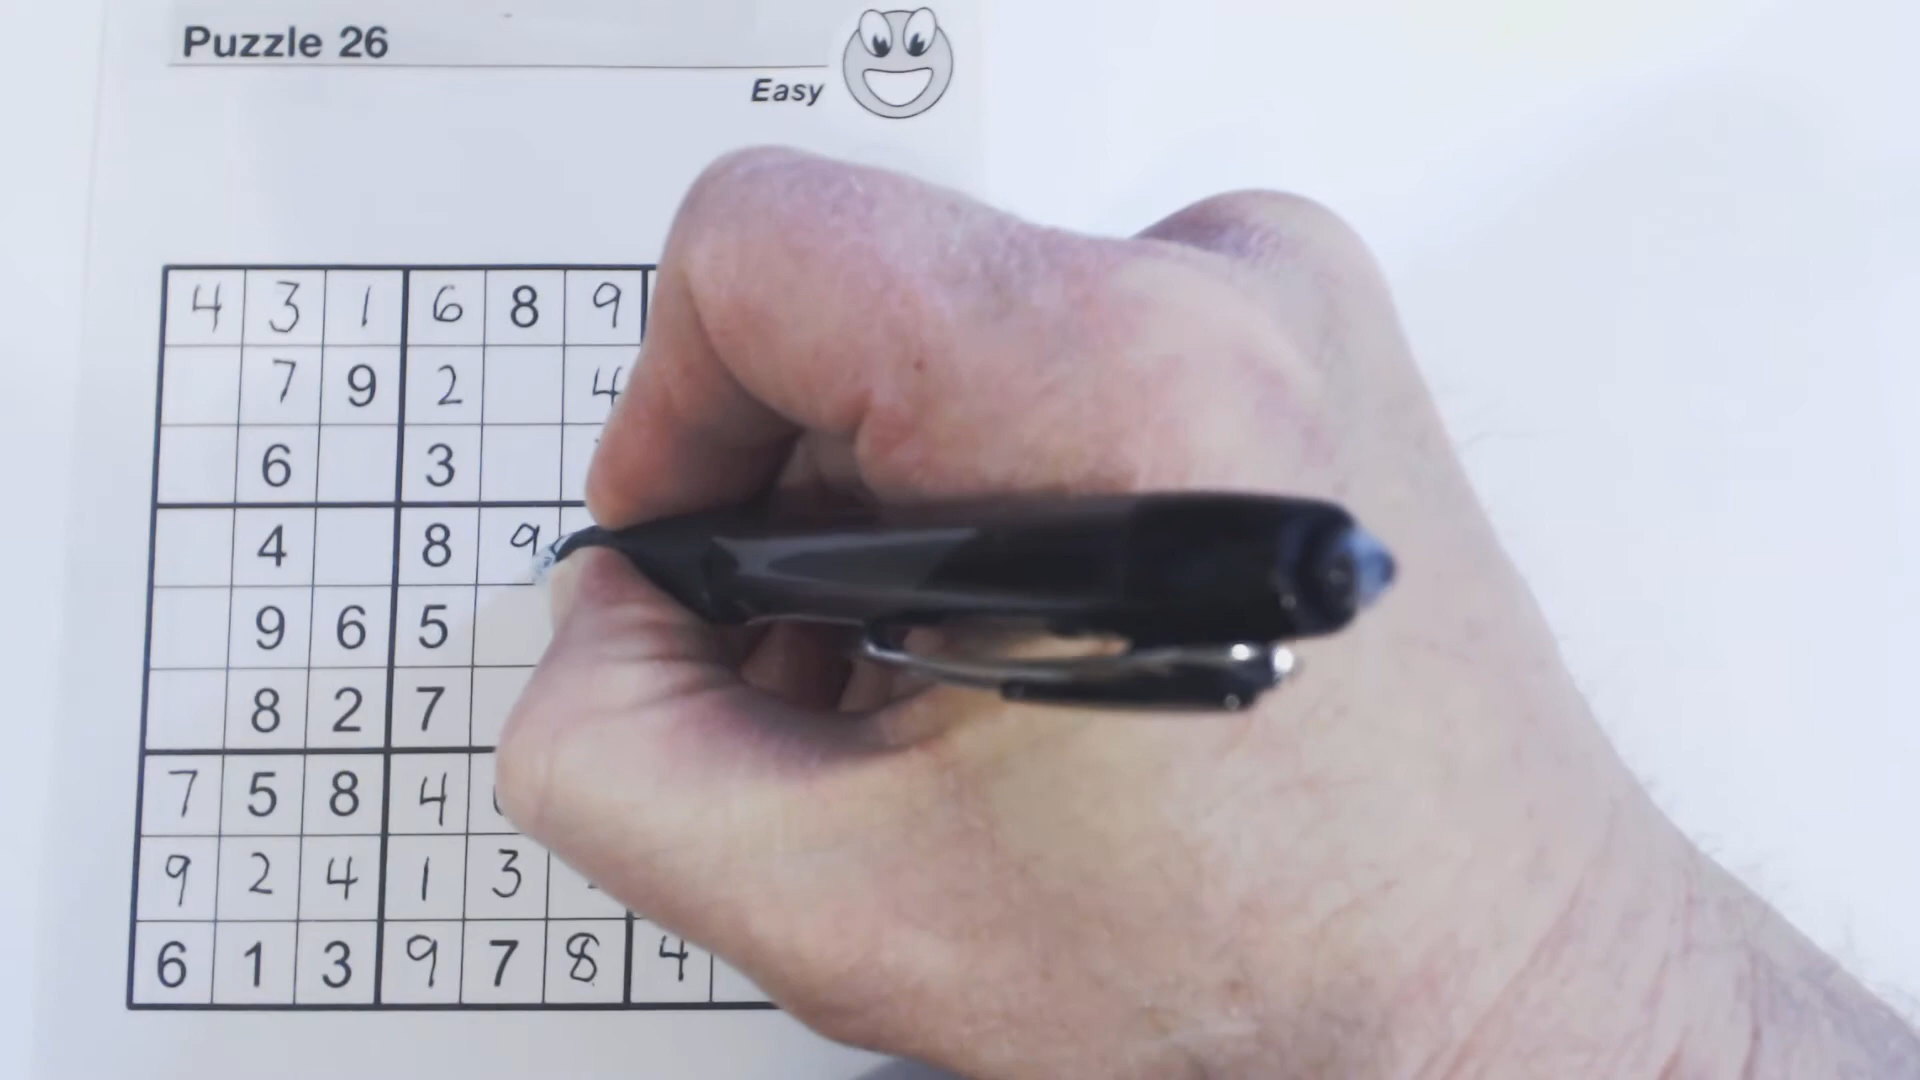 Puzzle 26
Easy
4 3 1 6 8 9
7 9 2 4
6 3
4 8 9
9 6 5
8 2 7
7 5 8 4
9 2 4 1 3
6 1 3 9 7 8 4